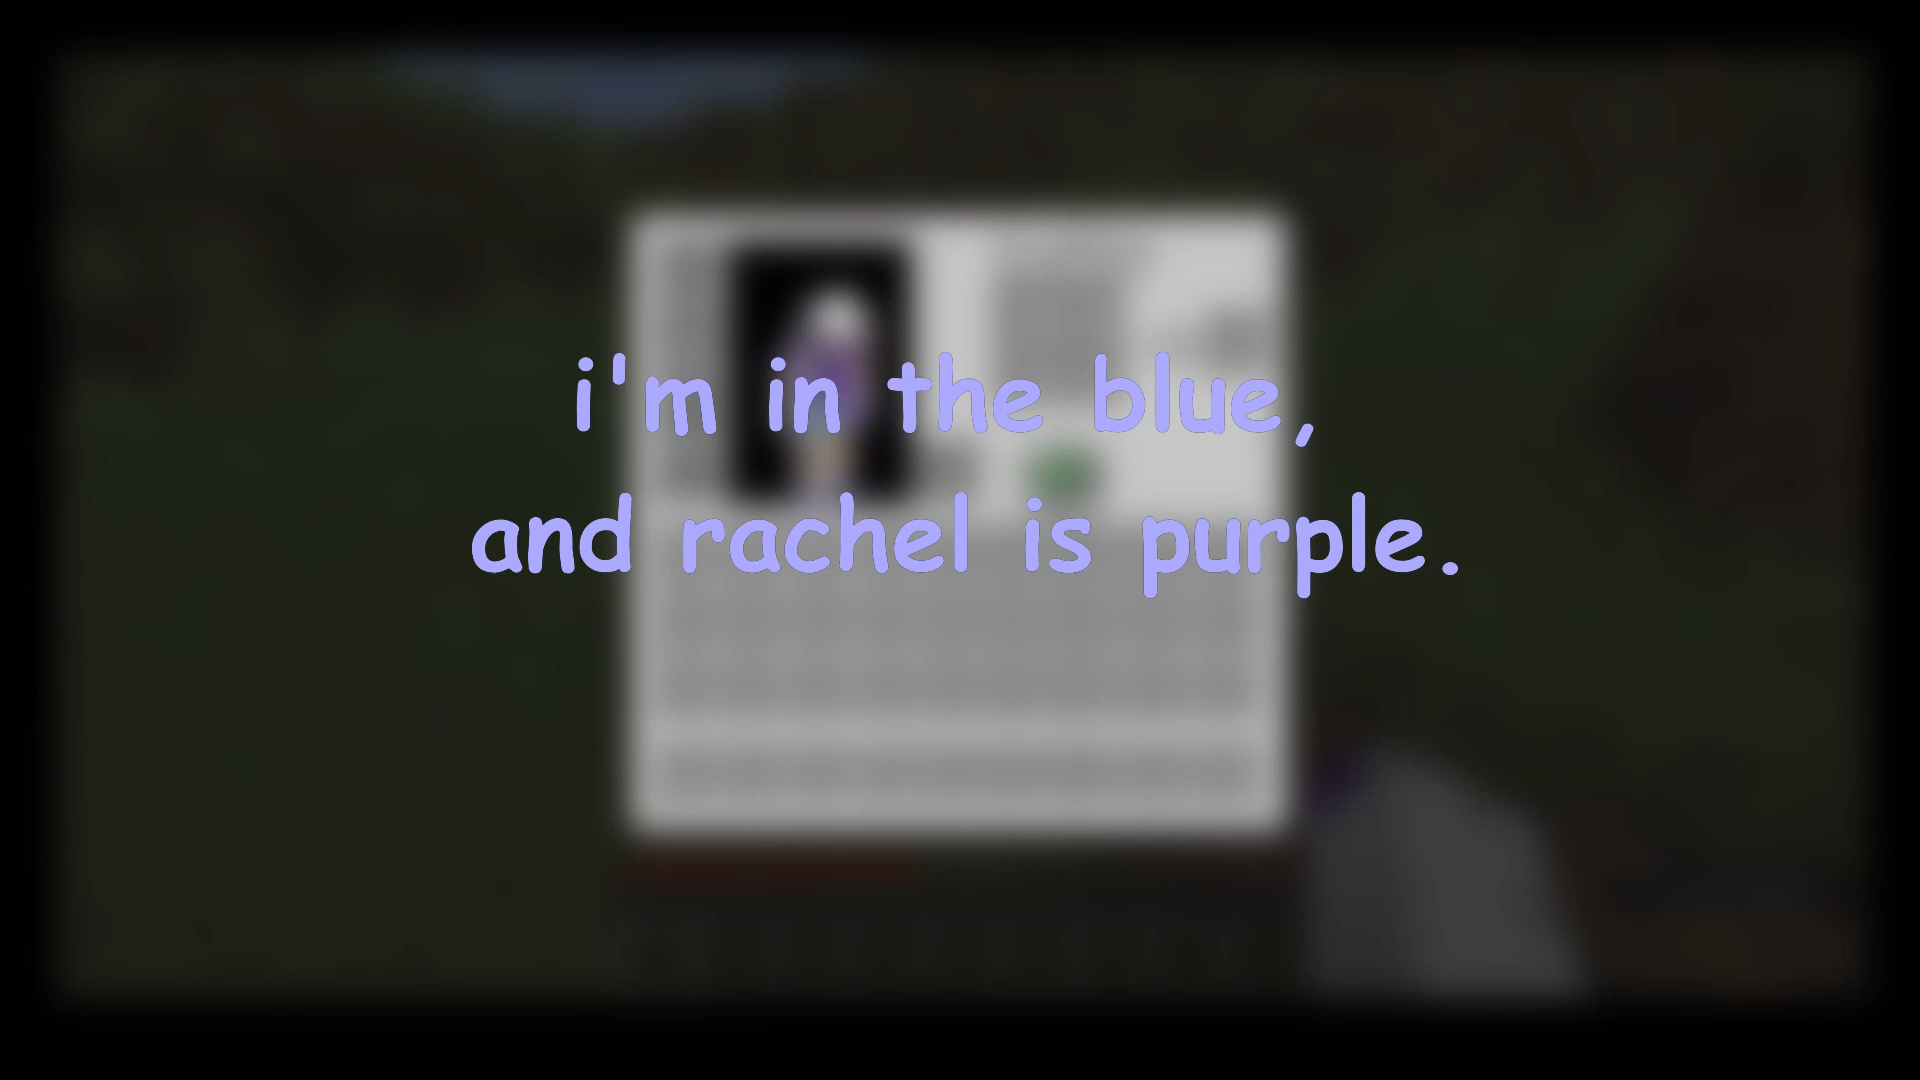 i'm in the blue,
and rachel is purple.